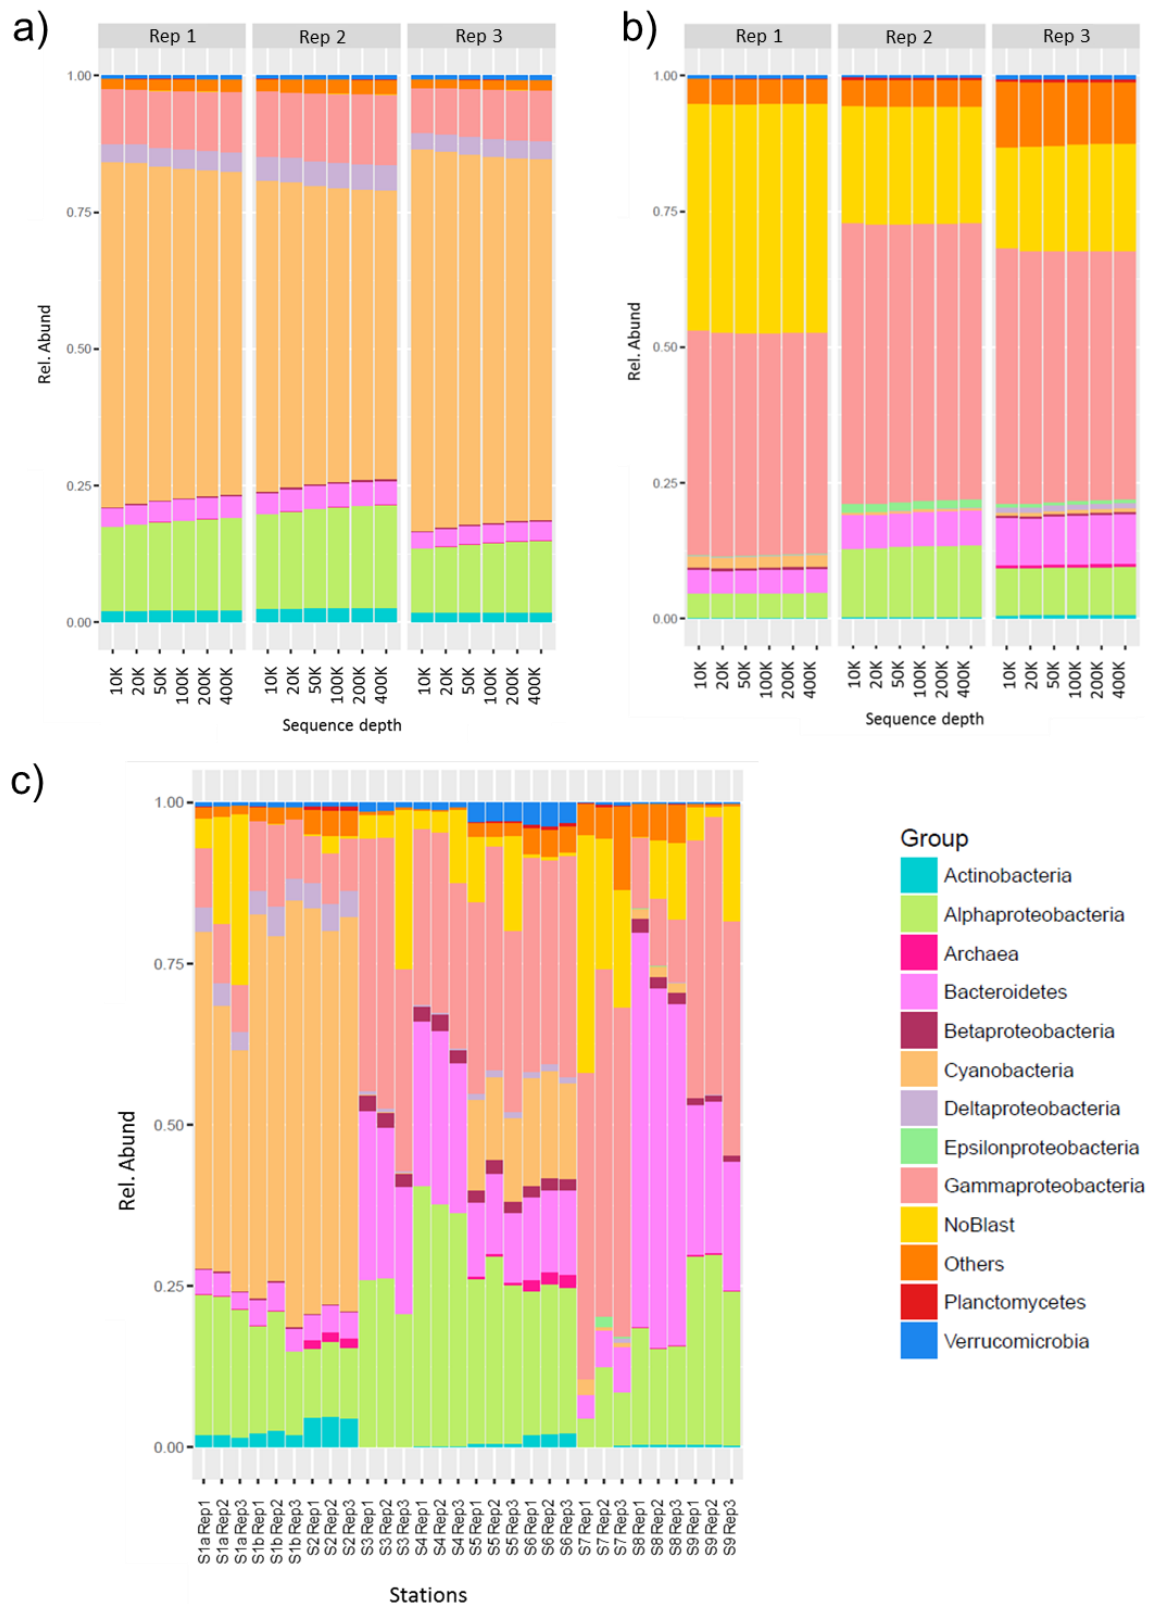 a)
Rep 1
Rep 2
Rep 3
1.00
0.75
0.50
0.25
0.00
Rel. Abund
10K
20K
50K
100K
200K
400K
10K
20K
50K
100K
200K
400K
10K
20K
50K
100K
200K
400K
Sequence depth
b)
Rep 1
Rep 2
Rep 3
1.00
0.75
0.50
0.25
0.00
Rel. Abund
10K
20K
50K
100K
200K
400K
10K
20K
50K
100K
200K
400K
10K
20K
50K
100K
200K
400K
Sequence depth
c)
1.00
0.75
0.50
0.25
0.00
Rel. Abund
S1a Rep1
S1a Rep2
S1a Rep3
S1b Rep1
S1b Rep2
S1b Rep3
S2 Rep1
S2 Rep2
S2 Rep3
S3 Rep1
S3 Rep2
S3 Rep3
S4 Rep1
S4 Rep2
S4 Rep3
S5 Rep1
S5 Rep2
S5 Rep3
S6 Rep1
S6 Rep2
S6 Rep3
S7 Rep1
S7 Rep2
S7 Rep3
S8 Rep1
S8 Rep2
S8 Rep3
S9 Rep1
S9 Rep2
S9 Rep3
Stations
Group
Actinobacteria
Alphaproteobacteria
Archaea
Bacteroidetes
Betaproteobacteria
Cyanobacteria
Deltaproteobacteria
Epsilonproteobacteria
Gammaproteobacteria
NoBlast
Others
Planctomycetes
Verrucomicrobia